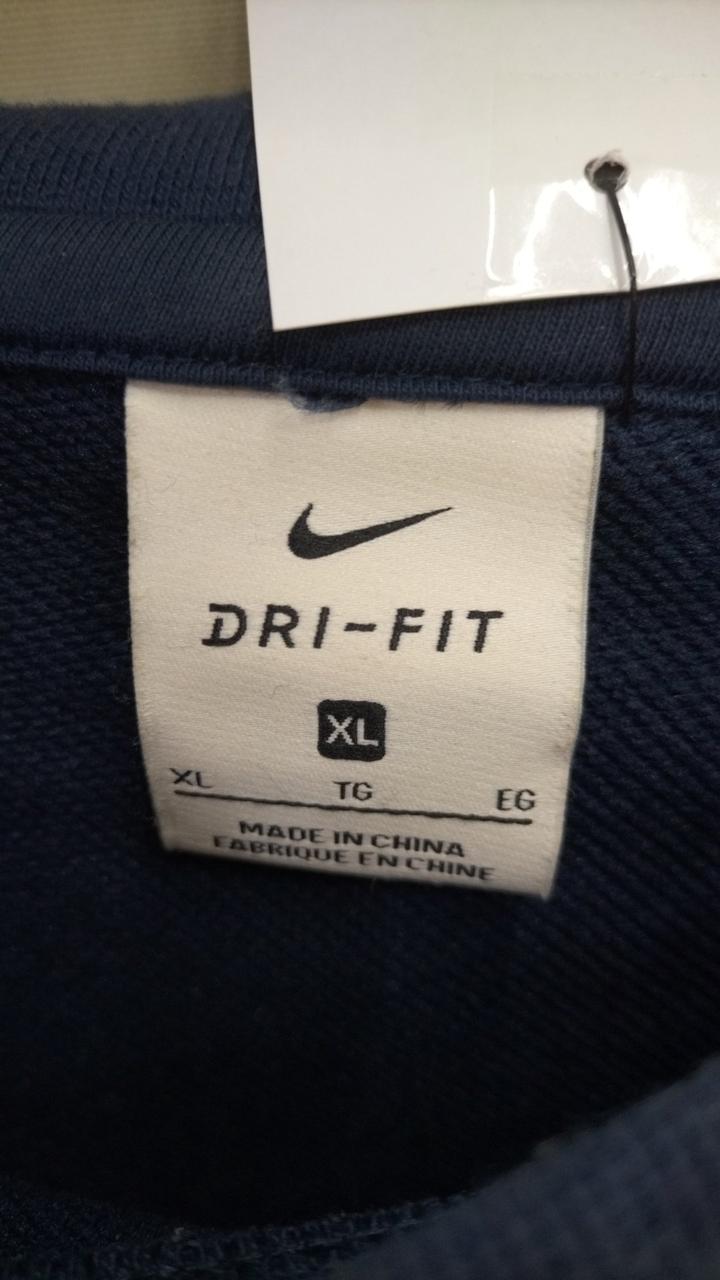 DRI-FIT
XL
XL TG EG
MADE IN CHINA
FABRIQUE EN CHINE